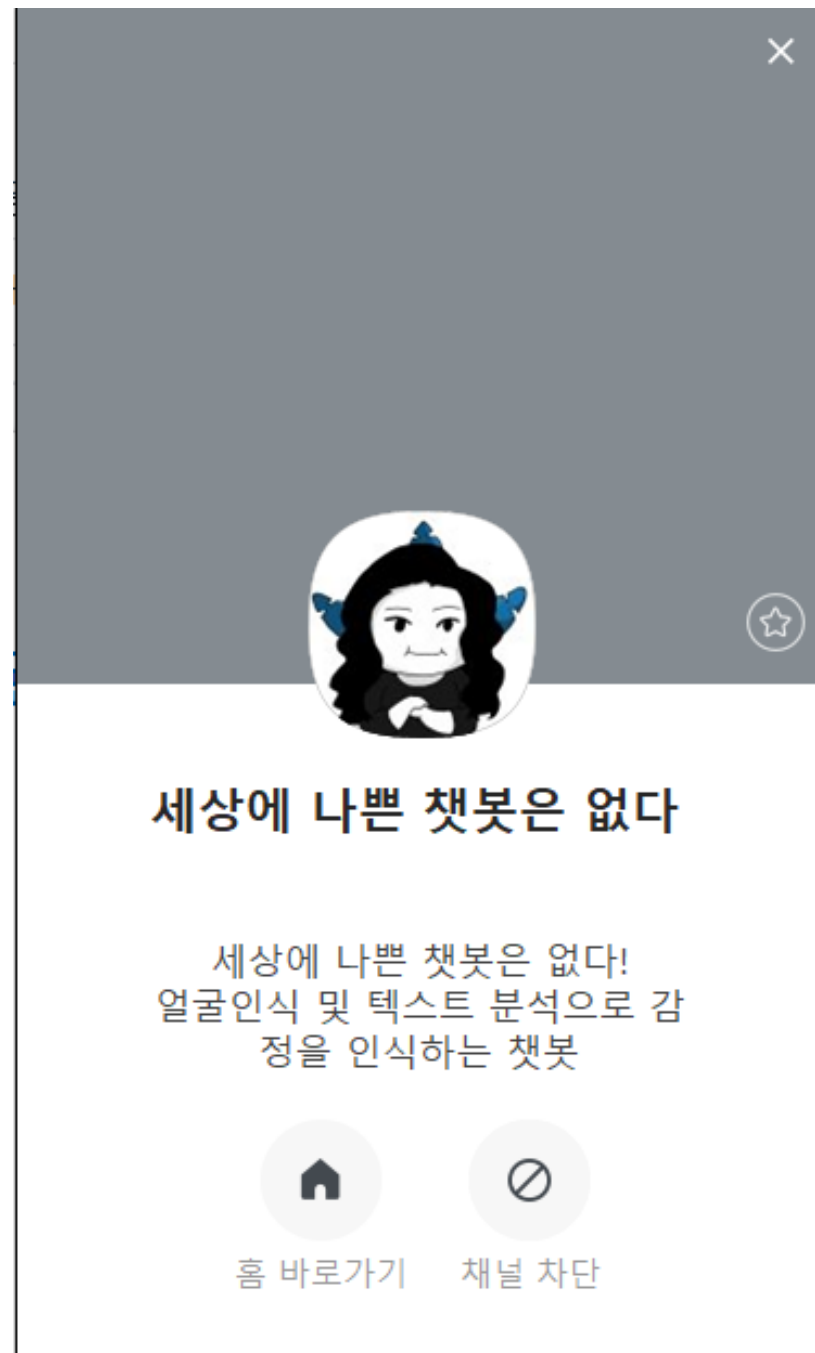 세상에 나쁜 챗봇은 없다
세상에 나쁜 챗봇은 없다!
얼굴인식 및 텍스트 분석으로 감
정을 인식하는 챗봇
홈 바로가기
채널 차단